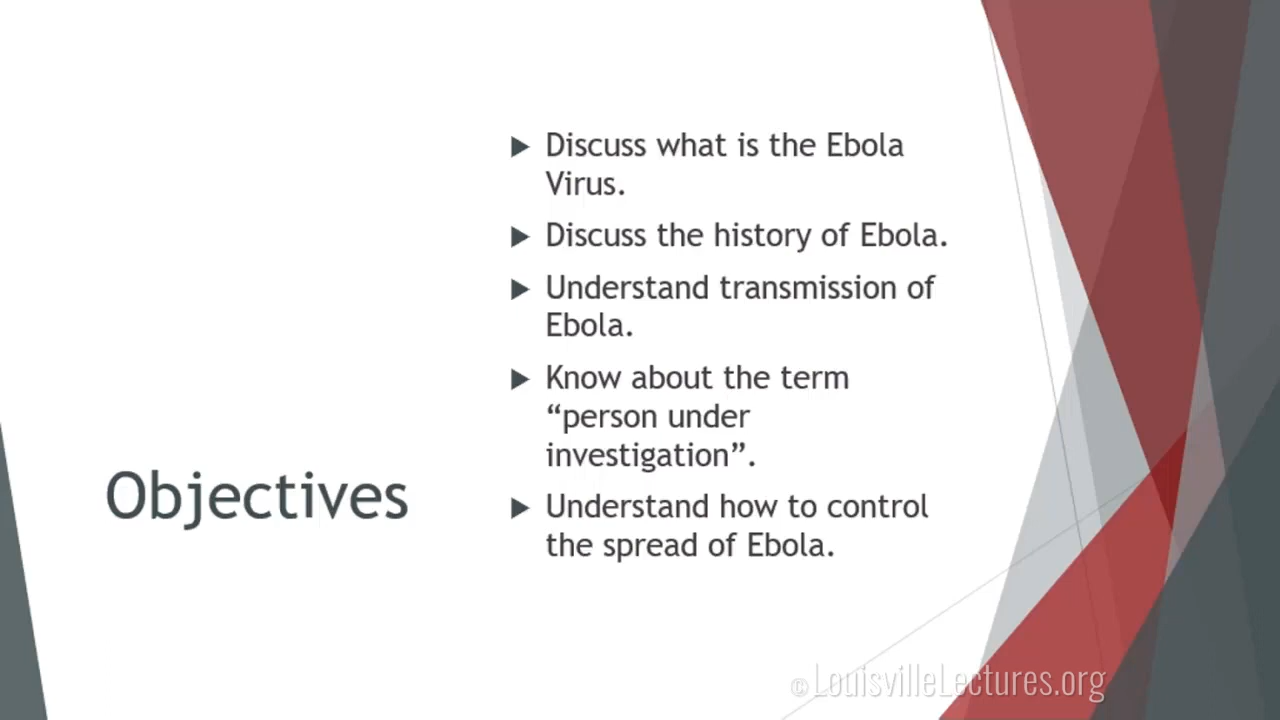 Objectives
Discuss what is the Ebola
Virus.
Discuss the history of Ebola.
Understand transmission of
Ebola.
Know about the term
“person under
investigation”.
Understand how to control
the spread of Ebola.
©LouisvilleLectures.org